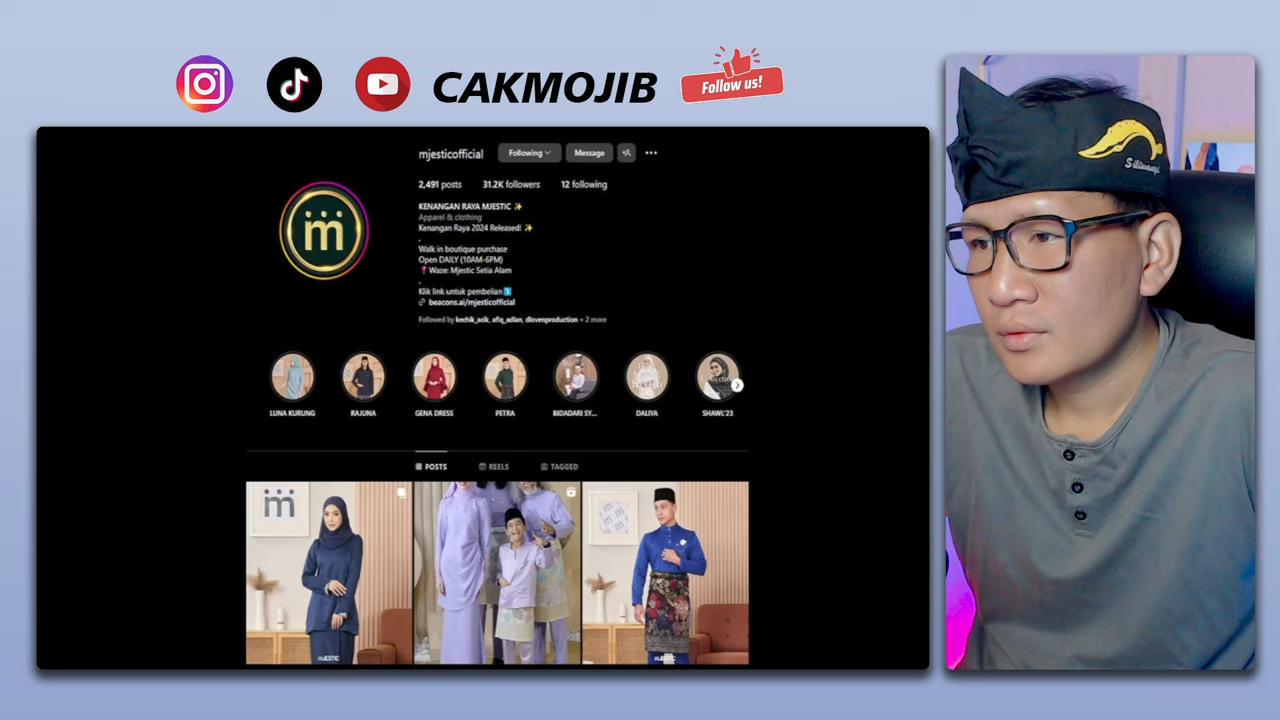 CAKMOJIB
Follow us!
mjesticofficial
Following
Message
2,491 posts
31.2K followers
12 following
KENANGAN RAYA MJESTIC
Apparel & clothing
Kenangan Raya 2024 Released!
.
Walk in boutique purchase
Open DAILY (10AM-6PM)
Waze: Mjestic Setia Alam
.
Klik link untuk pembelian
beacons.ai/mjesticofficial
Followed by kechik_acik, afiq_adlan, dlovenproduction + 2 more
LUNA KURUNG
RAJUNA
GENA DRESS
PETRA
BIDADARI SY...
DALIYA
SHAWL'23
POSTS
REELS
TAGGED
mJESTIC
mJESTIC
Siliwangi